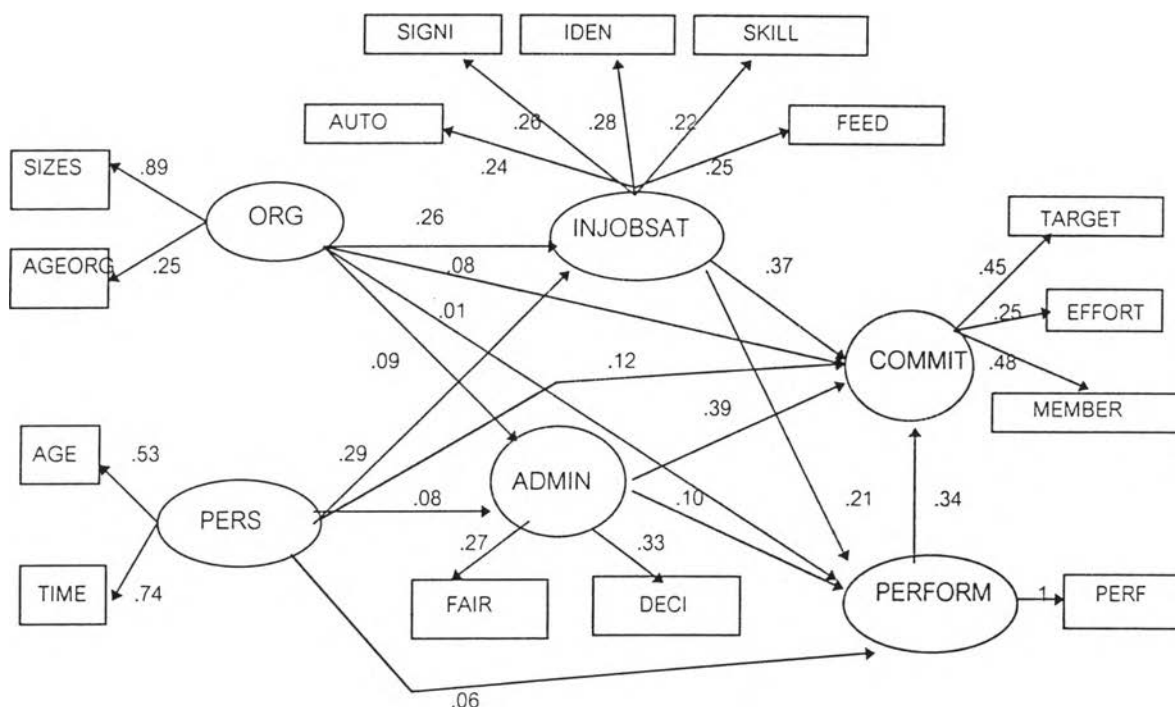 SIGNI
IDEN
SKILL
AUTO
.26
.28
.22
FEED
.24
.25
SIZES
.89
ORG
.26
INJOBSAT
TARGET
AGEORG
.25
.08
.37
.45
.01
.25
EFFORT
.09
.12
COMMIT
.48
MEMBER
.39
AGE
.53
.29
ADMIN
PERS
.08
.10
.21
.34
.27
.33
TIME
.74
FAIR
DECI
PERFORM
1
PERF
.06